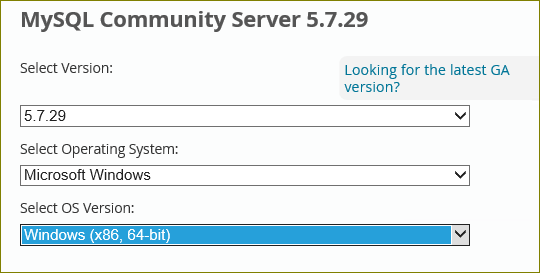 MySQL Community Server 5.7.29
Select Version:
Looking for the latest GA
version?
5.7.29
Select Operating System:
Microsoft Windows
Select OS Version:
Windows (x86, 64-bit)